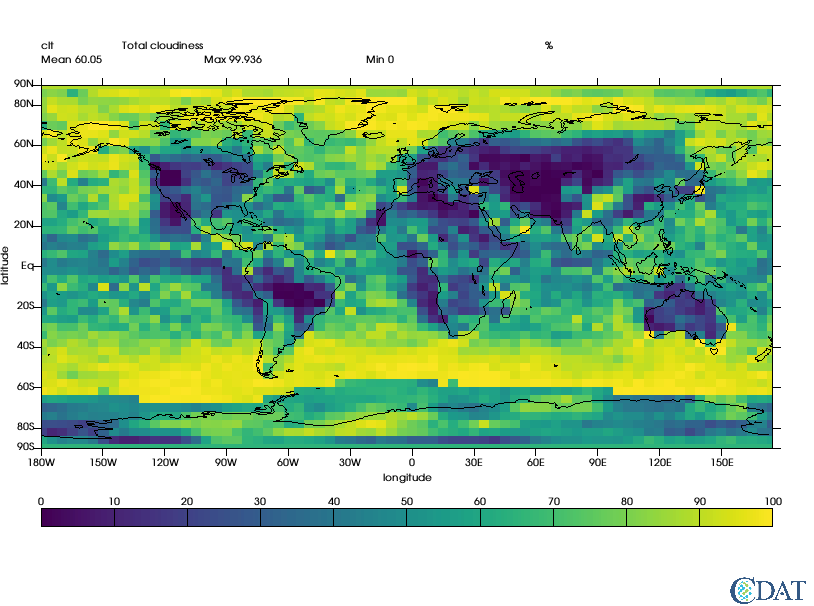 clt Total cloudiness %
Mean 60.05 Max 99.936 Min 0
90N
80N
60N
40N
20N
Eq
20S
40S
60S
80S
90S
latitude
180W 150W 120W 90W 60W 30W 0 30E 60E 90E 120E 150E
longitude
0 10 20 30 40 50 60 70 80 90 100
CDAT